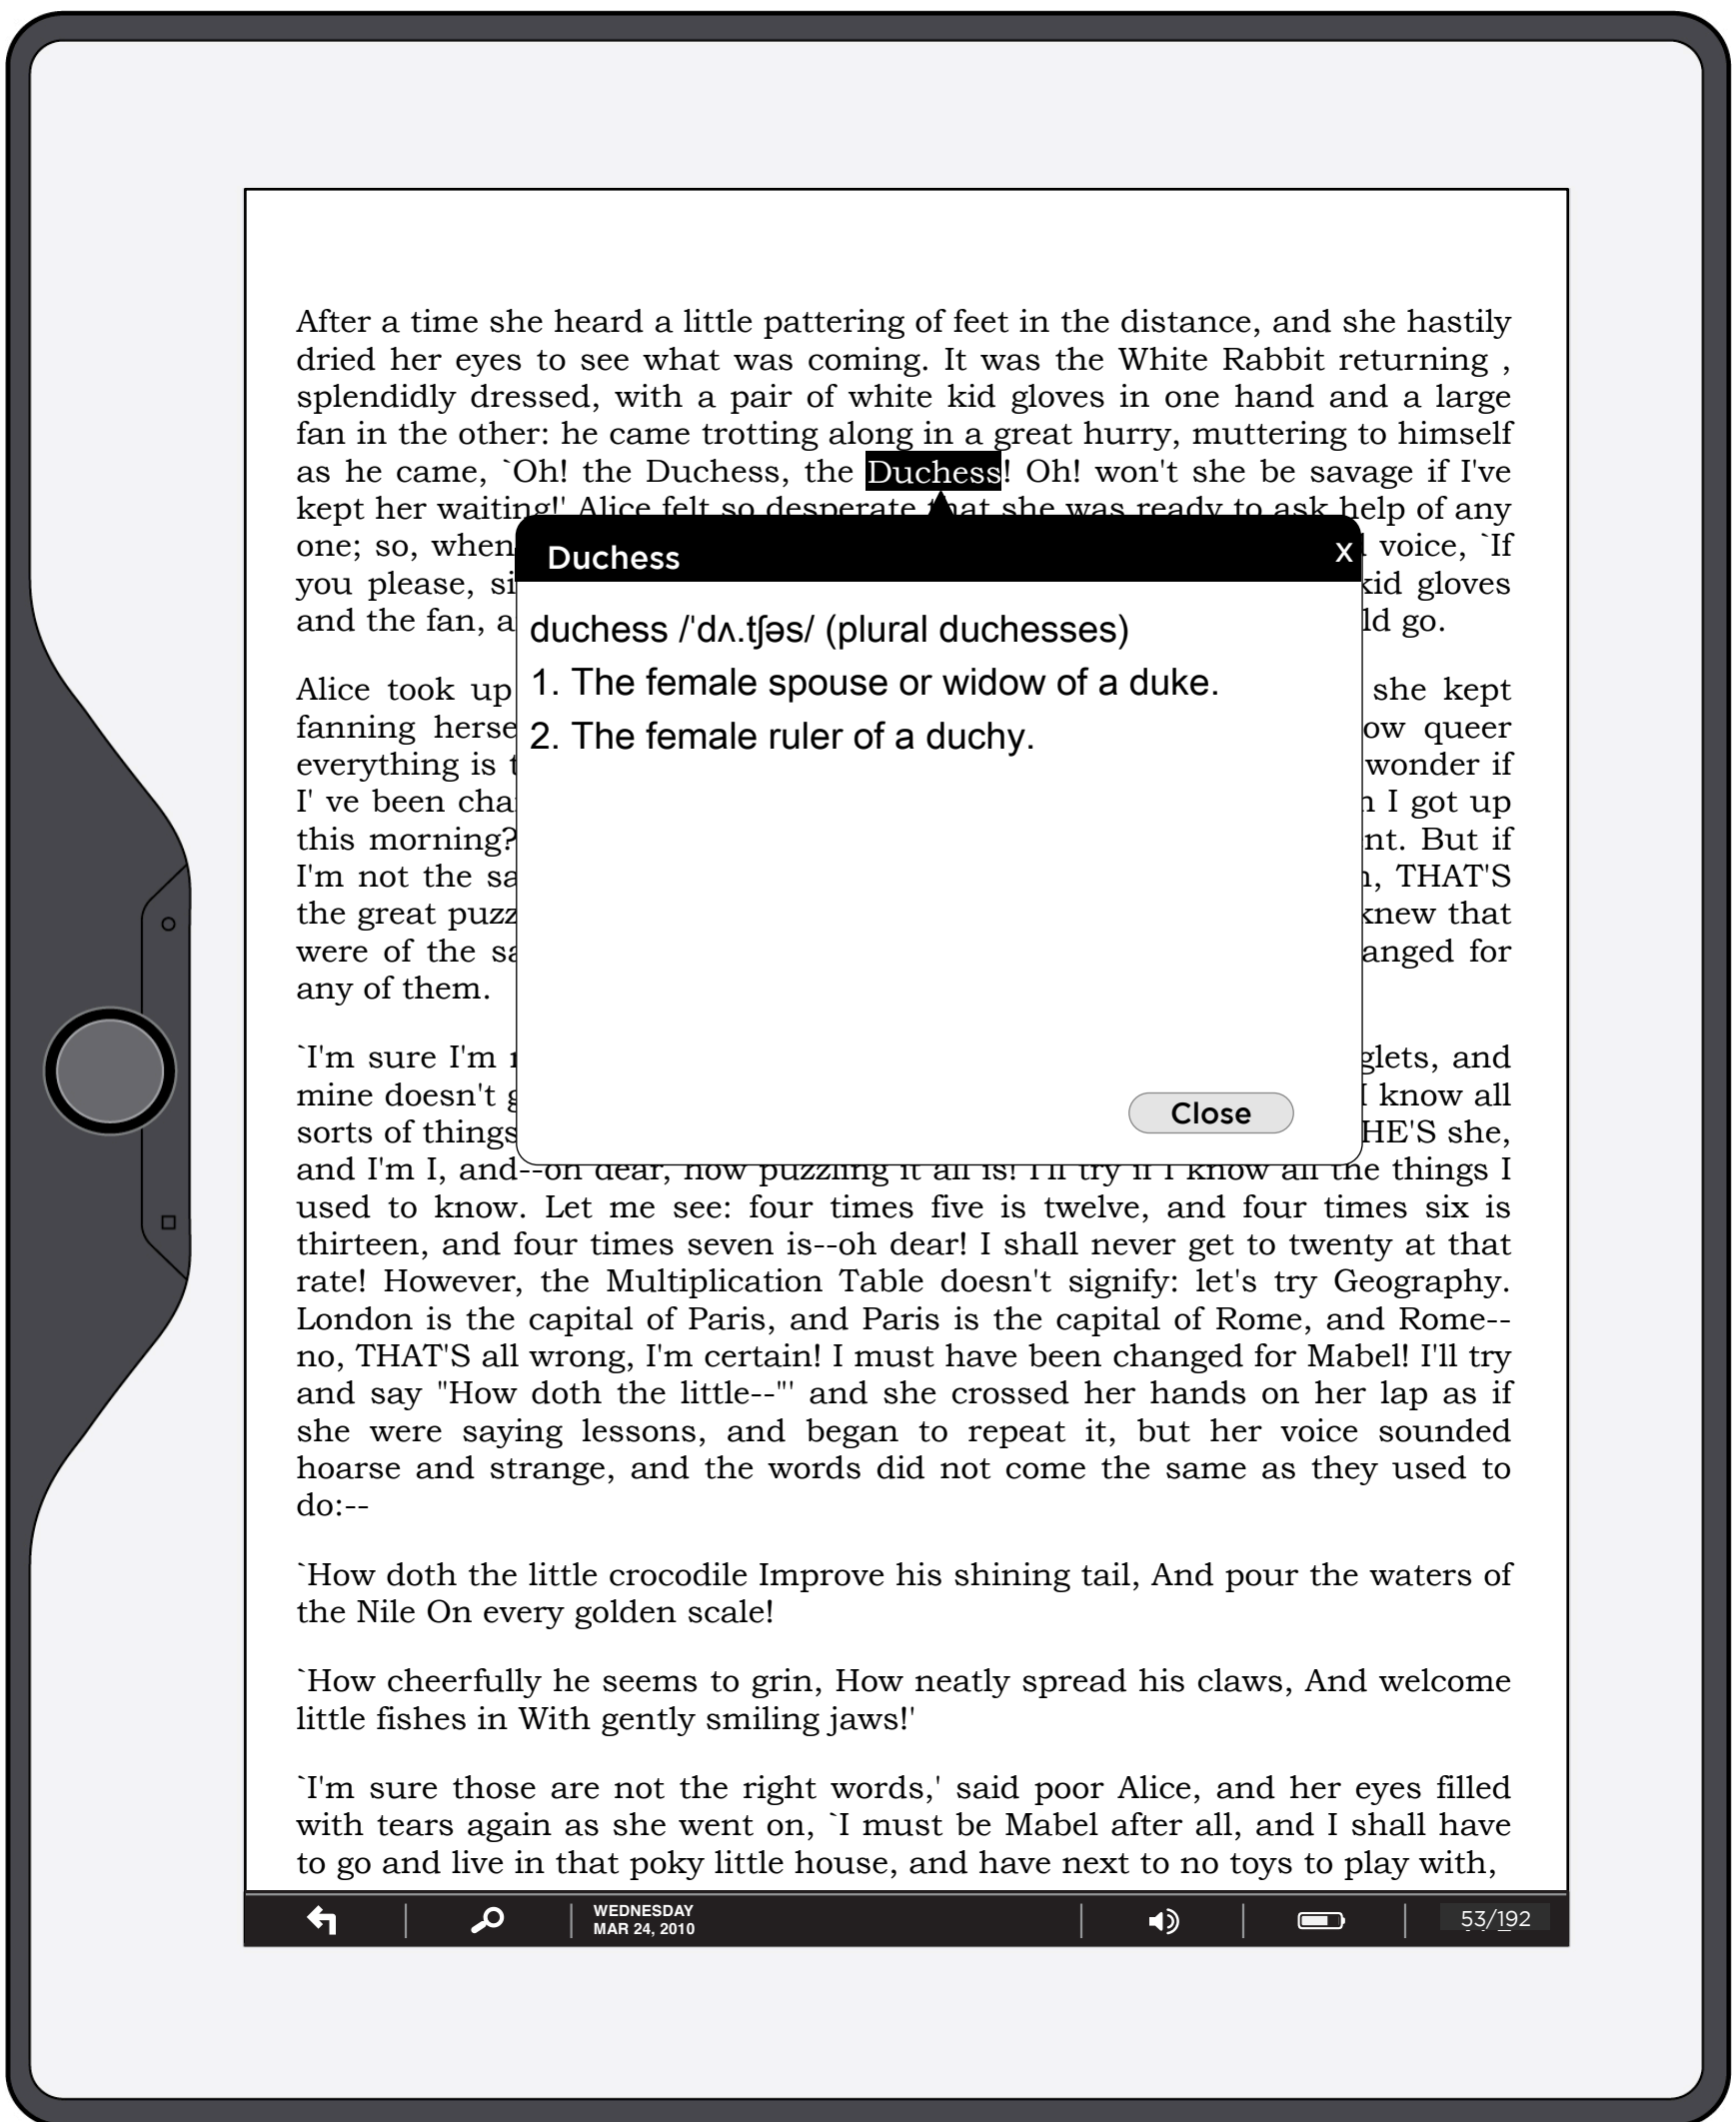 After a time she heard a little pattering of feet in the distance, and she hastily
dried her eyes to see what was coming. It was the White Rabbit returning ,
splendidly dressed, with a pair of white kid gloves in one hand and a large
fan in the other: he came trotting along in a great hurry, muttering to himself
as he came, `Oh! the Duchess, the Duchess! Oh! won't she be savage if I've
kept her waiting!' Alice felt so desperate that she was ready to ask help of any
one; so, when voice, `If
you please, kid gloves
and the fan, go.
Duchess x
duchess /ˈdʌ.tʃəs/ (plural duchesses)
1. The female spouse or widow of a duke.
2. The female ruler of a duchy.
Close
Alice took up she kept
fanning queer
everything is wonder if
I' ve been I got up
this morning? But if
I'm not the THAT'S
the great knew that
were of the for
any of them.
`I'm sure I'm and
mine doesn't I know all
sorts of things she,
and I'm I, and--oh dear, how puzzling it all is! I'll try if I know all the things I
used to know. Let me see: four times five is twelve, and four times six is
thirteen, and four times seven is--oh dear! I shall never get to twenty at that
rate! However, the Multiplication Table doesn't signify: let's try Geography.
London is the capital of Paris, and Paris is the capital of Rome, and Rome--
no, THAT'S all wrong, I'm certain! I must have been changed for Mabel! I'll try
and say "How doth the little--"' and she crossed her hands on her lap as if
she were saying lessons, and began to repeat it, but her voice sounded
hoarse and strange, and the words did not come the same as they used to
do:--
`How doth the little crocodile Improve his shining tail, And pour the waters of
the Nile On every golden scale!
`How cheerfully he seems to grin, How neatly spread his claws, And welcome
little fishes in With gently smiling jaws!'
`I'm sure those are not the right words,' said poor Alice, and her eyes filled
with tears again as she went on, `I must be Mabel after all, and I shall have
to go and live in that poky little house, and have next to no toys to play with,
WEDNESDAY
MAR 24, 2010
53/192